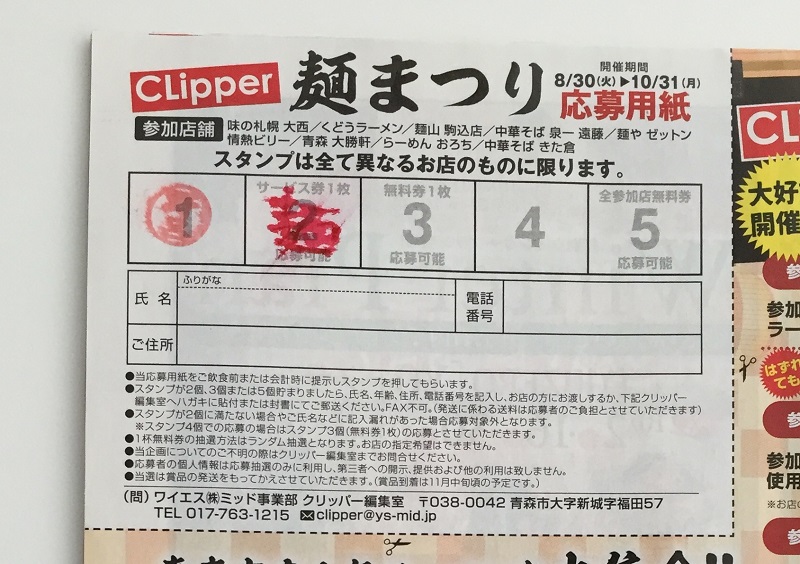 CLipper 麺まつり 開催期間
8/30(火)▶10/31(月)
応募用紙
参加店舗 味の札幌 大西/くどうラーメン/麺山 駒込店/中華そば 泉一 遠藤/麺や ゼットン
情熱ビリー/青森 大勝軒/らーめん おろち/中華そば きた倉
スタンプは全て異なるお店のものに限ります。
1
サービス券1枚
2
応募可能
無料券1枚
3
応募可能
4
全参加店無料券
5
応募可能
ふりがな
氏名
電話
番号
ご住所
●当応募用紙をご飲食前または会計時に提示しスタンプを押してもらいます。
●スタンプが2個、3個または5個貯まりましたら、氏名、年齢、住所、電話番号を記入し、お店の方にお渡しするか、下記クリッパー
編集室へハガキに貼付または封書にてご郵送ください。FAX不可。(発送に係わる送料は応募者のご負担とさせていただきます)
●スタンプが2個に満たない場合やご氏名などに記入漏れがあった場合応募対象外となります。
※スタンプ4個での応募の場合はスタンプ3個(無料券1枚)の応募とさせていただきます。
●1杯無料券の抽選方法はランダム抽選となります。お店の指定希望はできません。
●当企画についてのご不明の際はクリッパー編集室までお問合せください。
●応募者の個人情報は応募抽選のみに利用し、第三者への開示、提供および他の利用は致しません。
●当選は賞品の発送をもってかえさせていただきます。(賞品到着は11月中旬頃の予定です。)
(問)ワイエス㈱ミッド事業部 クリッパー編集室 〒038-0042 青森市大字新城字福田57
TEL 017-763-1215 clipper@ys-mid.jp
CL
大好
開催
参加
ラー
はずれ
ても
参加
使用
※お店の